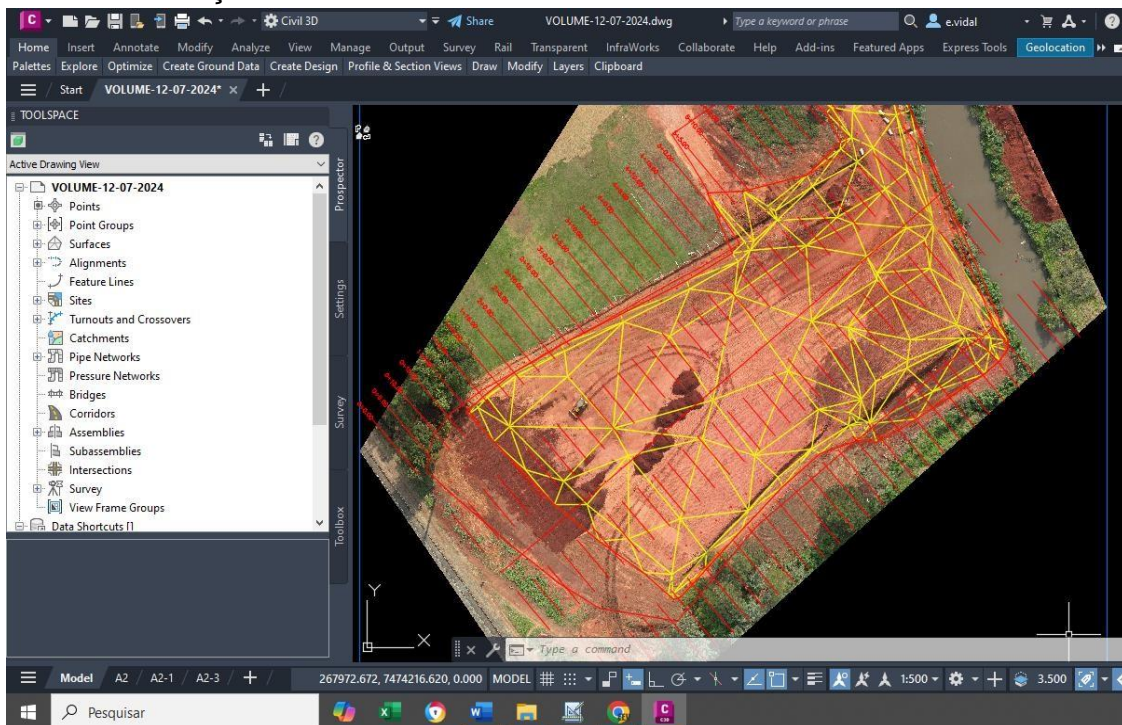 Civil 3D Share VOLUME-12-07-2024.dwg Type a keyword or phrase e.vidal
Home Insert Annotate Modify Analyze View Manage Output Survey Rail Transparent InfraWorks Collaborate Help Add-ins Featured Apps Express Tools Geolocation
Palettes Explore Optimize Create Ground Data Create Design Profile & Section Views Draw Modify Layers Clipboard
Start VOLUME-12-07-2024*
TOOLSPACE
Active Drawing View
VOLUME-12-07-2024
Points
Point Groups
Surfaces
Alignments
Feature Lines
Sites
Turnouts and Crossovers
Catchments
Pipe Networks
Pressure Networks
Bridges
Corridors
Assemblies
Subassemblies
Intersections
Survey
View Frame Groups
Data Shortcuts []
Prospector
Settings
Survey
Toolbox
Y
X
Type a command
Model A2 A2-1 A2-3 267972.672, 7474216.620, 0.000 MODEL 1:500 3.500
Pesquisar